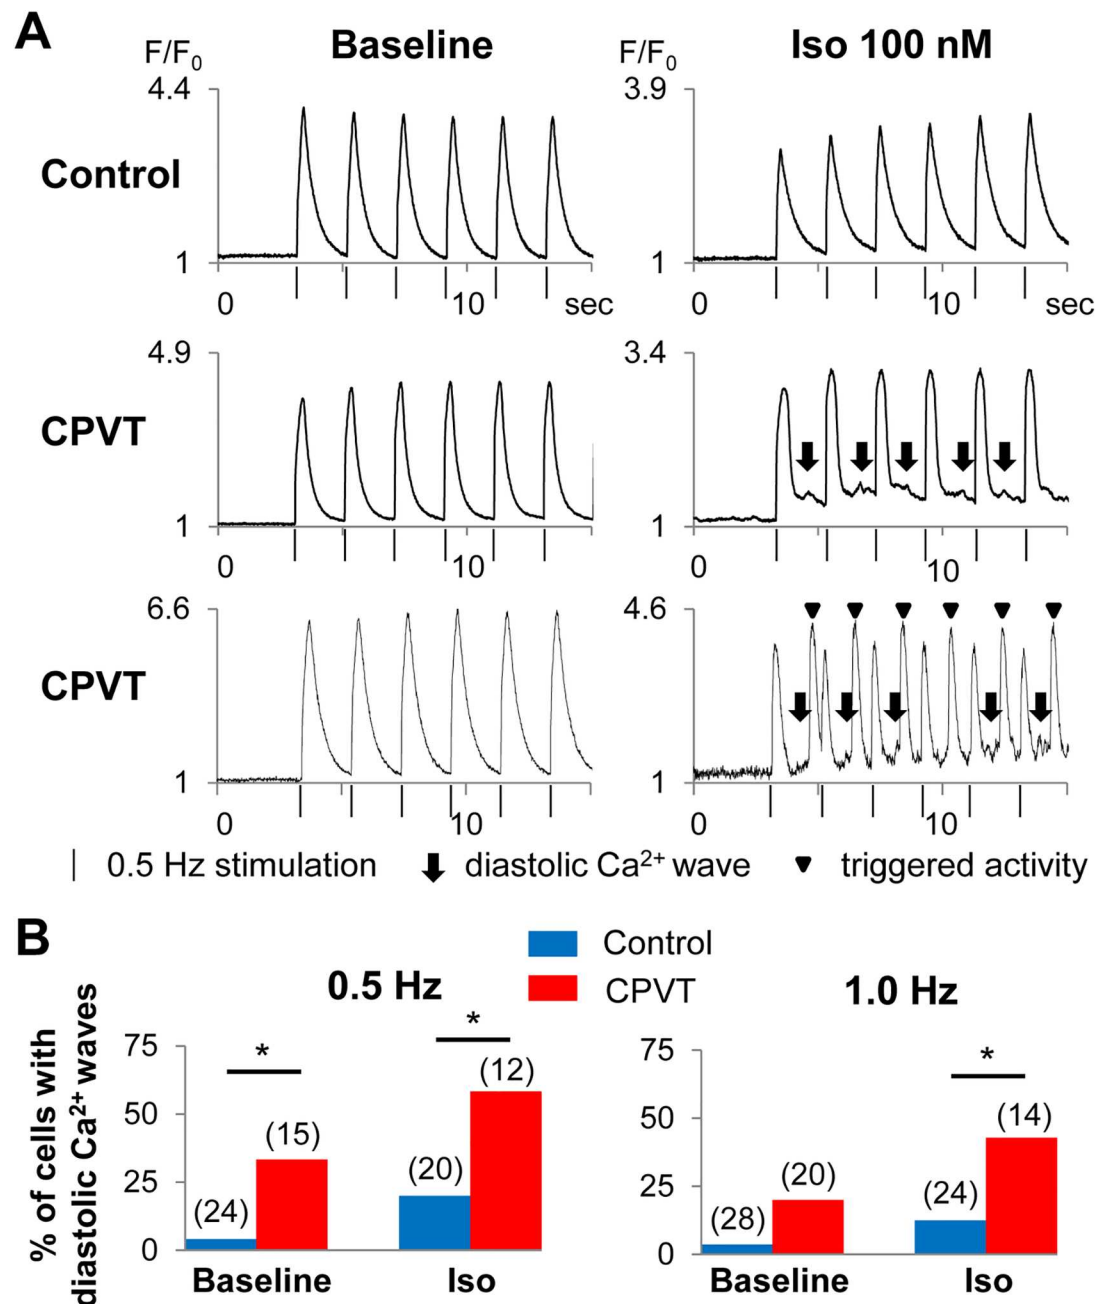 A
Baseline
Iso 100 nM
F/F0
F/F0
4.4
3.9
Control
1
1
0
10
sec
0
10
sec
4.9
3.4
CPVT
1
1
0
10
0
10
6.6
4.6
CPVT
1
1
0
10
0
10
0.5 Hz stimulation
diastolic Ca2+ wave
triggered activity
B
Control
CPVT
0.5 Hz
1.0 Hz
% of cells with
diastolic Ca2+ waves
75
50
25
0
*
*
(24)
(15)
(20)
(12)
Baseline
Iso
75
50
25
0
*
(28)
(20)
(24)
(14)
Baseline
Iso